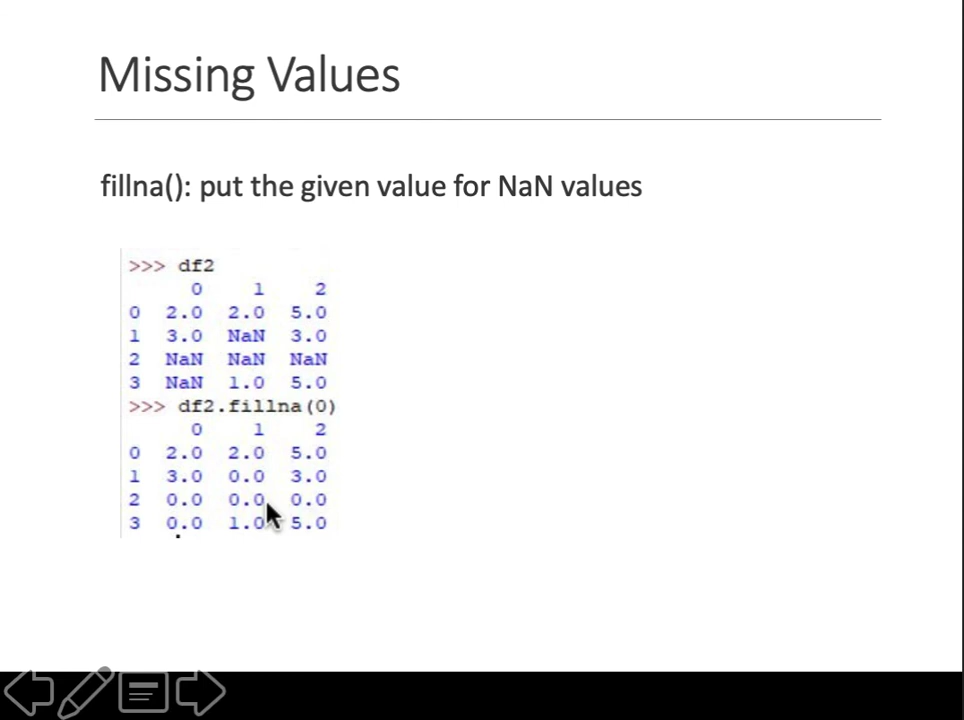 Missing Values
fillna(): put the given value for NaN values
>>> df2
0 1 2
0 2.0 2.0 5.0
1 3.0 NaN 3.0
2 NaN NaN NaN
3 NaN 1.0 5.0
>>> df2.fillna(0)
0 1 2
0 2.0 2.0 5.0
1 3.0 0.0 3.0
2 0.0 0.0 0.0
3 0.0 1.0 5.0